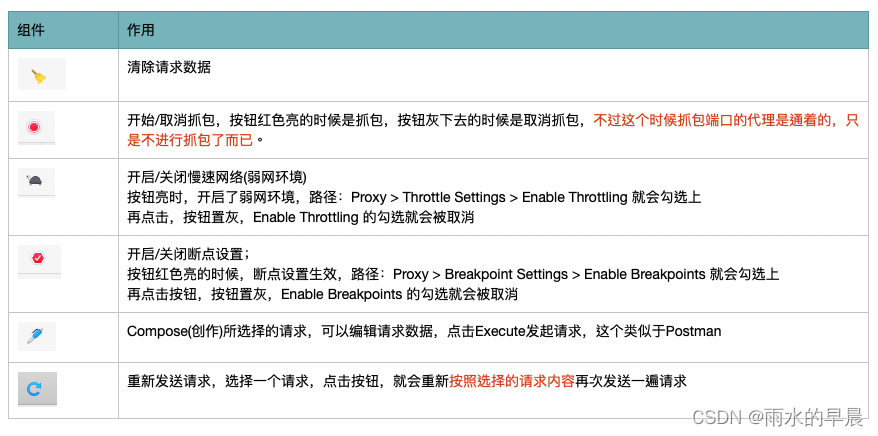 组件 作用
清除请求数据
开始/取消抓包，按钮红色亮的时候是抓包，按钮灰下去的时候是取消抓包，不过这个时候抓包端口的代理是通着的，只
是不进行抓包了而已。
开启/关闭慢速网络(弱网环境)
按钮亮时，开启了弱网环境，路径：Proxy > Throttle Settings > Enable Throttling 就会勾选上
再点击，按钮置灰，Enable Throttling 的勾选就会被取消
开启/关闭断点设置；
按钮红色亮的时候，断点设置生效，路径：Proxy > Breakpoint Settings > Enable Breakpoints 就会勾选上
再点击按钮，按钮置灰，Enable Breakpoints 的勾选就会被取消
Compose(创作)所选择的请求，可以编辑请求数据，点击Execute发起请求，这个类似于Postman
重新发送请求，选择一个请求，点击按钮，就会重新按照选择的请求内容再次发送一遍请求
CSDN @雨水的早晨